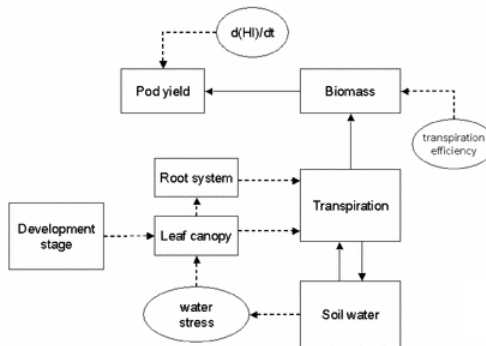 d(HI)/dt
Pod yield
Biomass
transpiration
efficiency
Root system
Transpiration
Development
stage
Leaf canopy
water
stress
Soil water